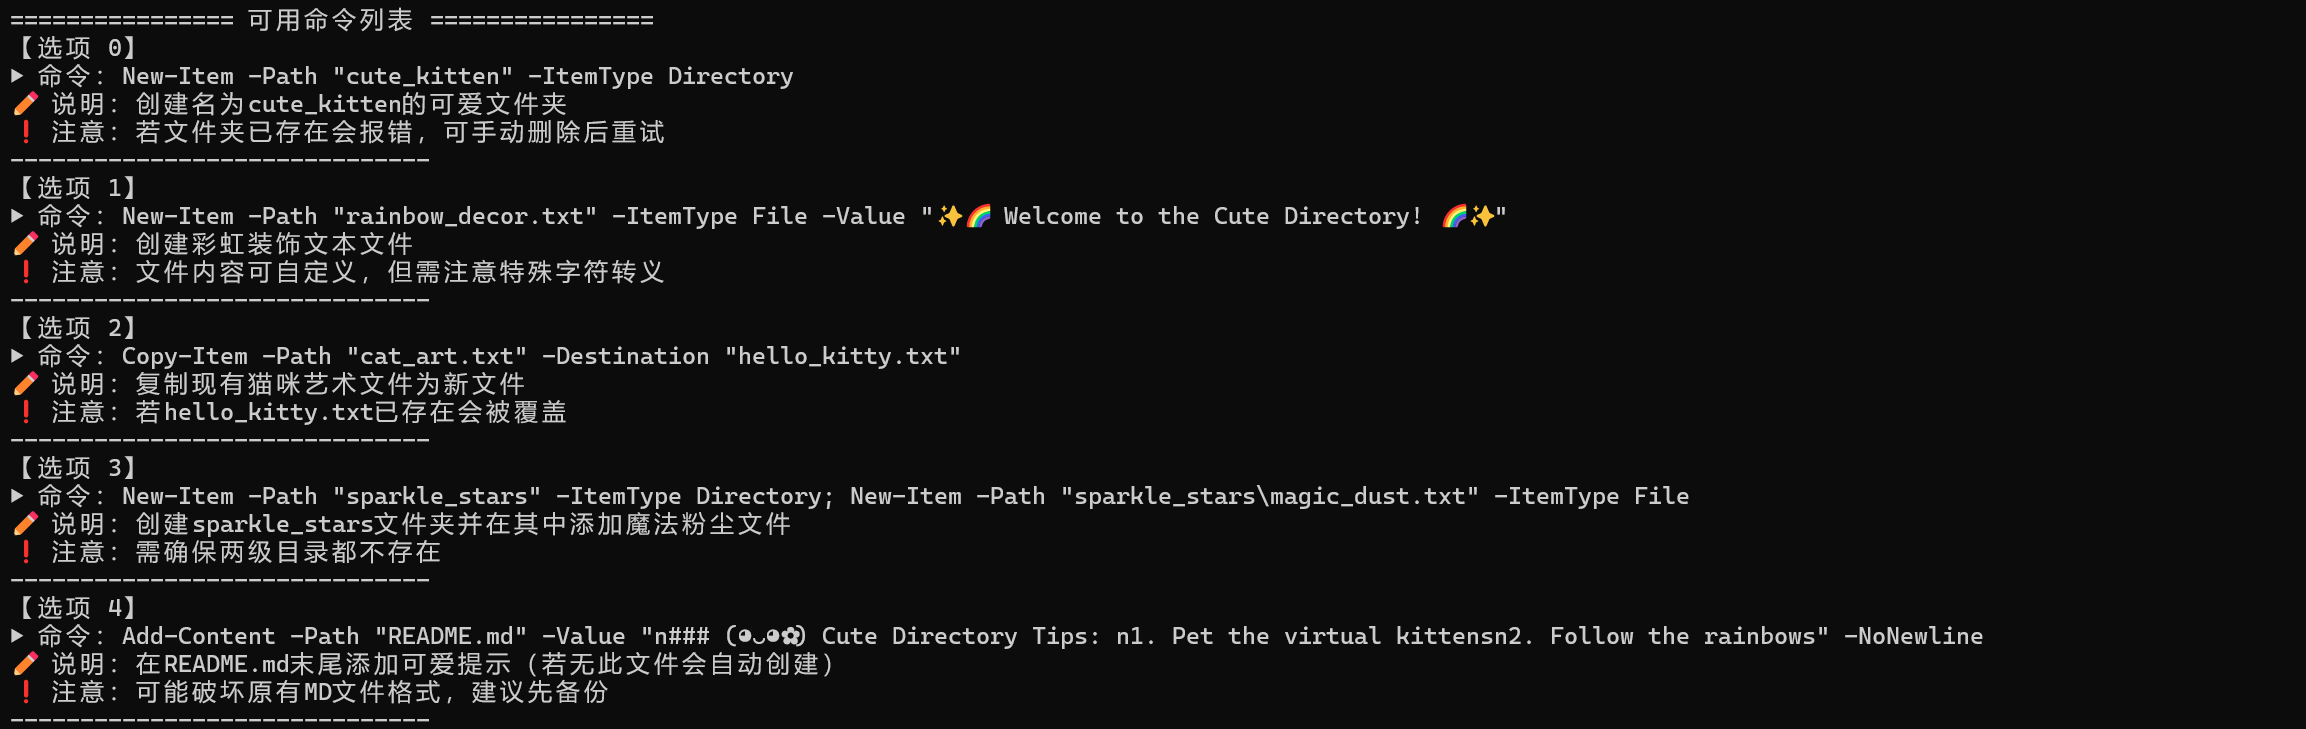 ================ 可用命令列表 ================
【选项 0】
▶ 命令: New-Item -Path "cute_kitten" -ItemType Directory
✏️ 说明: 创建名为cute_kitten的可爱文件夹
❗ 注意: 若文件夹已存在会报错, 可手动删除后重试
------------------------------
【选项 1】
▶ 命令: New-Item -Path "rainbow_decor.txt" -ItemType File -Value "✨🌈 Welcome to the Cute Directory! 🌈✨"
✏️ 说明: 创建彩虹装饰文本文件
❗ 注意: 文件内容可自定义, 但需注意特殊字符转义
------------------------------
【选项 2】
▶ 命令: Copy-Item -Path "cat_art.txt" -Destination "hello_kitty.txt"
✏️ 说明: 复制现有猫咪艺术文件为新文件
❗ 注意: 若hello_kitty.txt已存在会被覆盖
------------------------------
【选项 3】
▶ 命令: New-Item -Path "sparkle_stars" -ItemType Directory; New-Item -Path "sparkle_stars\magic_dust.txt" -ItemType File
✏️ 说明: 创建sparkle_stars文件夹并在其中添加魔法粉尘文件
❗ 注意: 需确保两级目录都不存在
------------------------------
【选项 4】
▶ 命令: Add-Content -Path "README.md" -Value "n### (◕◡◕✿) Cute Directory Tips: n1. Pet the virtual kittensn2. Follow the rainbows" -NoNewline
✏️ 说明: 在README.md末尾添加可爱提示 (若无此文件会自动创建)
❗ 注意: 可能破坏原有MD文件格式, 建议先备份
------------------------------